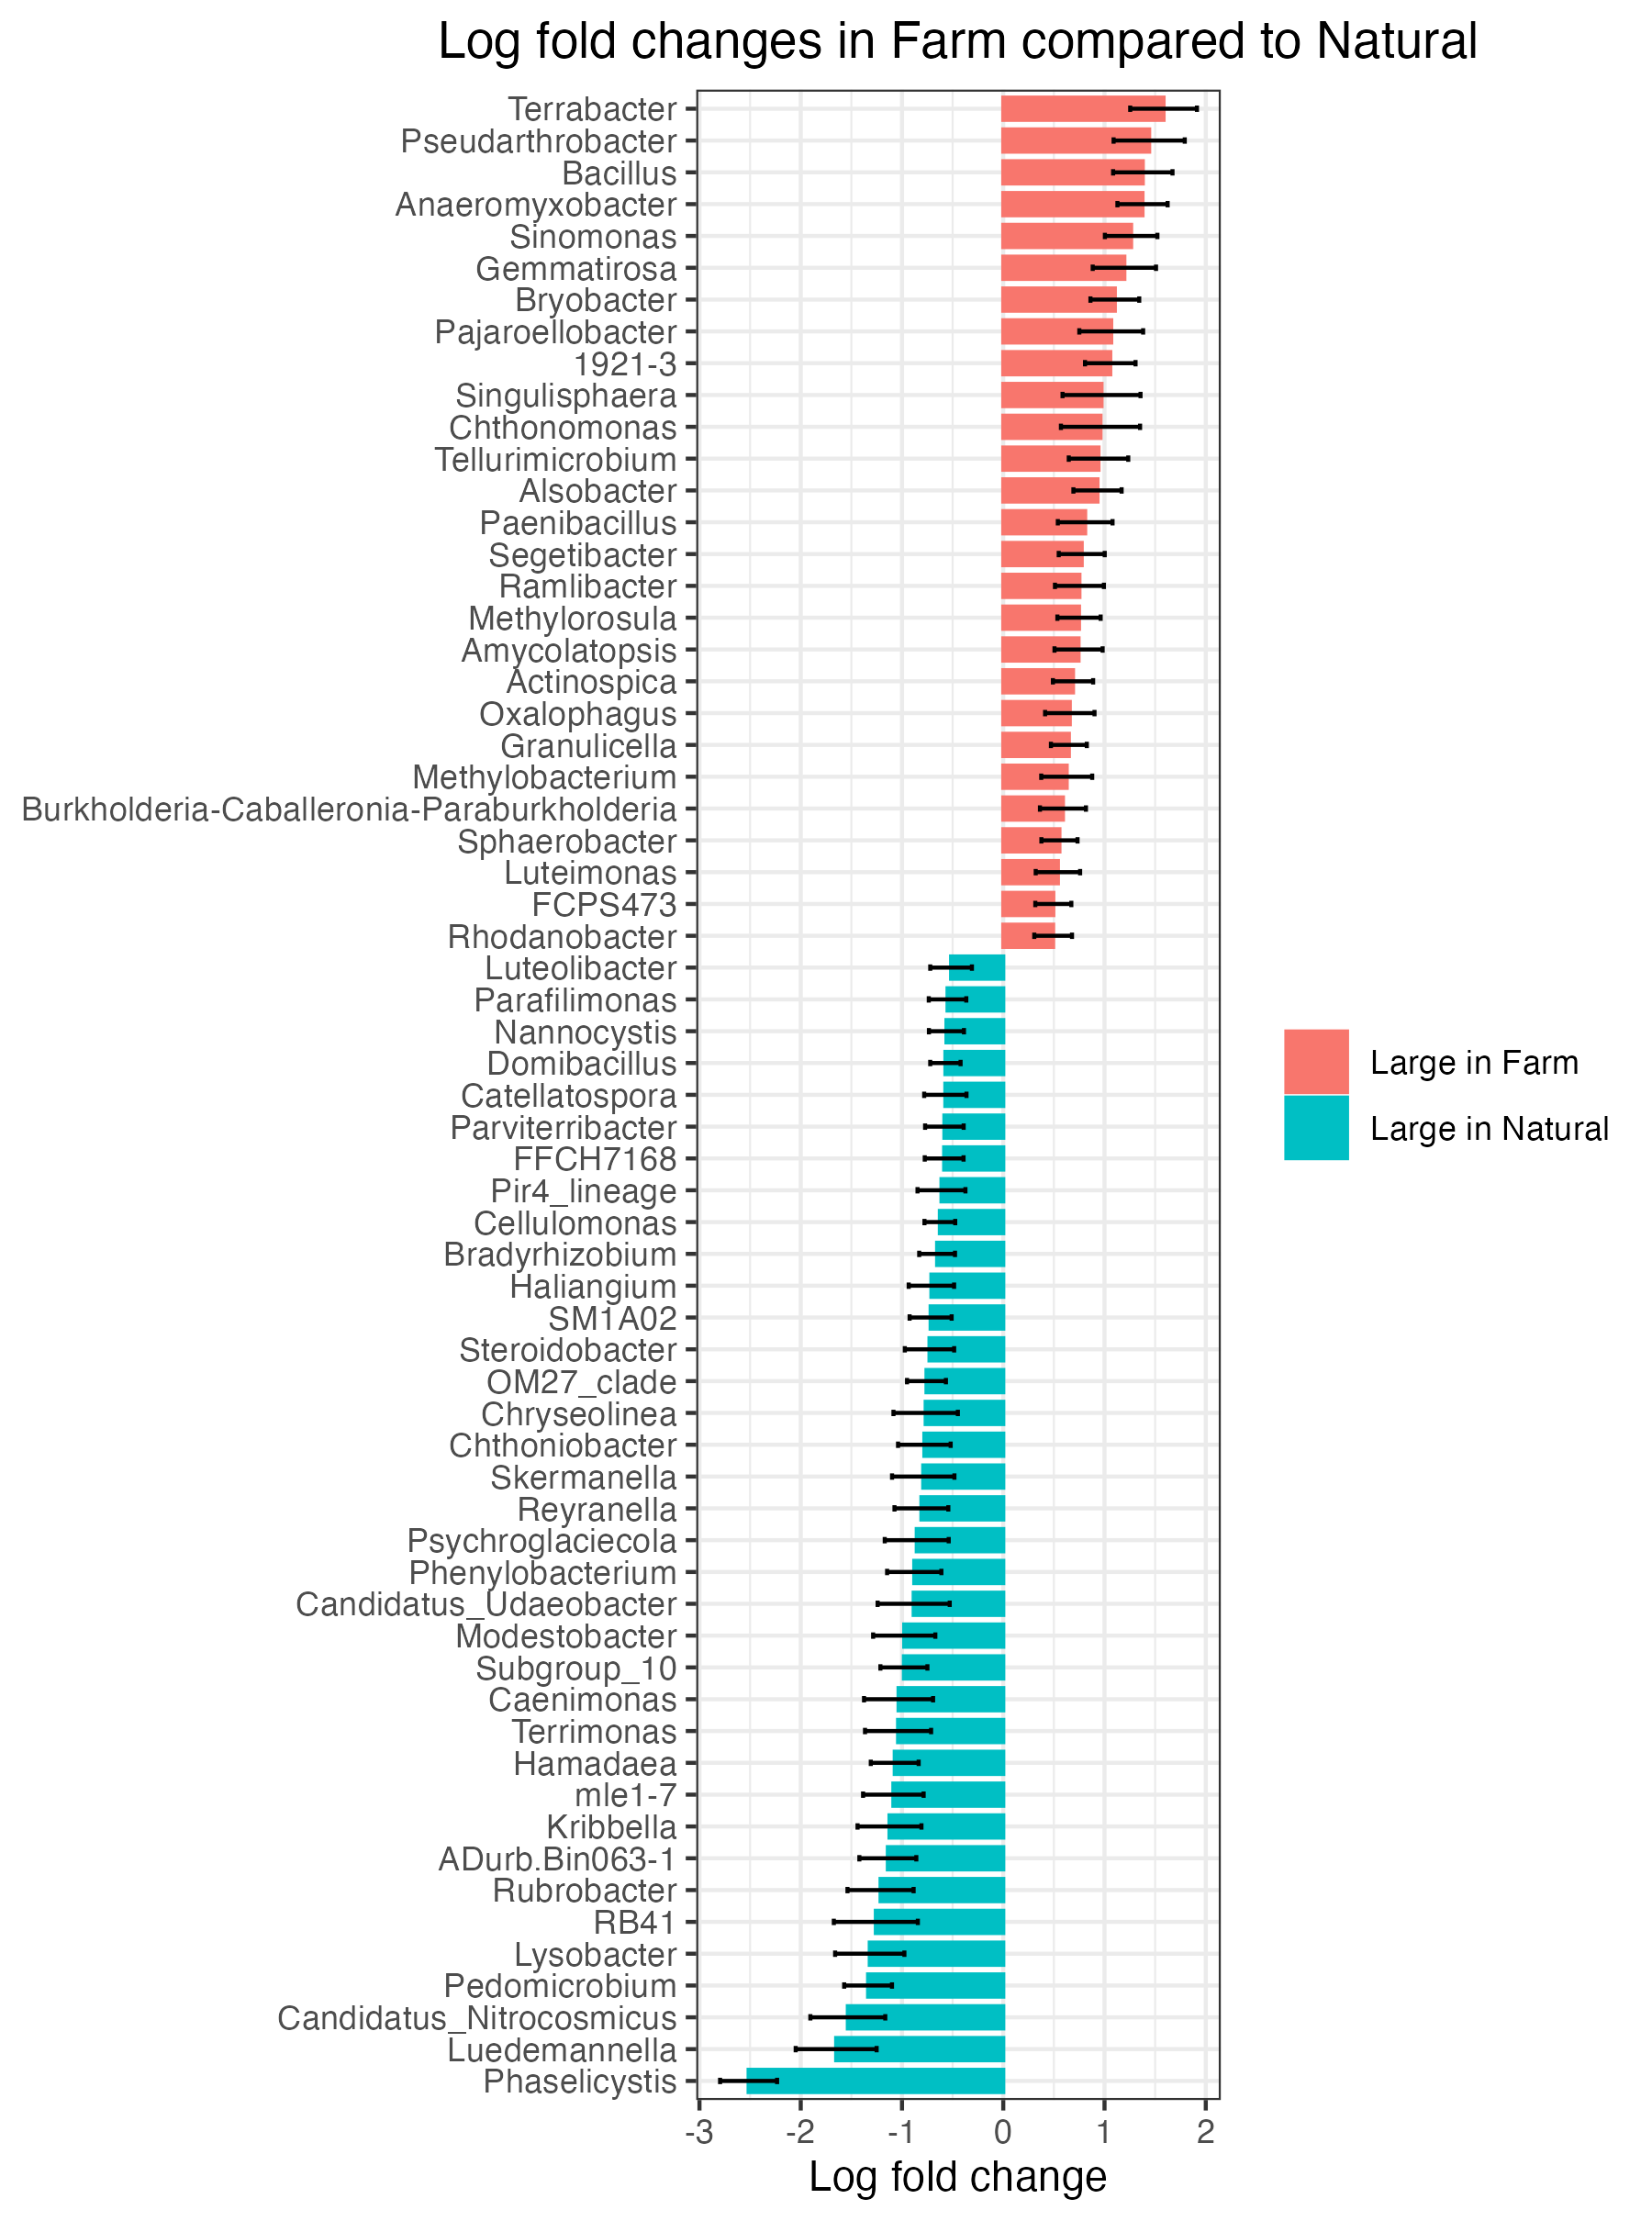 Log fold changes in Farm compared to Natural
Terrabacter
Pseudarthrobacter
Bacillus
Anaeromyxobacter
Sinomonas
Gemmatirosa
Bryobacter
Pajaroellobacter
1921-3
Singulisphaera
Chthonomonas
Tellurimicrobium
Alsobacter
Paenibacillus
Segetibacter
Ramlibacter
Methylorosula
Amycolatopsis
Actinospica
Oxalophagus
Granulicella
Methylobacterium
Burkholderia-Caballeronia-Paraburkholderia
Sphaerobacter
Luteimonas
FCPS473
Rhodanobacter
Luteolibacter
Parafilimonas
Nannocystis
Domibacillus
Catellatospora
Parviterribacter
FFCH7168
Pir4_lineage
Cellulomonas
Bradyrhizobium
Haliangium
SM1A02
Steroidobacter
OM27_clade
Chryseolinea
Chthoniobacter
Skermanella
Reyranella
Psychroglaciecola
Phenylobacterium
Candidatus_Udaeobacter
Modestobacter
Subgroup_10
Caenimonas
Terrimonas
Hamadaea
mle1-7
Kribbella
ADurb.Bin063-1
Rubrobacter
RB41
Lysobacter
Pedomicrobium
Candidatus_Nitrocosmicus
Luedemannella
Phaselicystis
-3 -2 -1 0 1 2
Log fold change
Large in Farm
Large in Natural